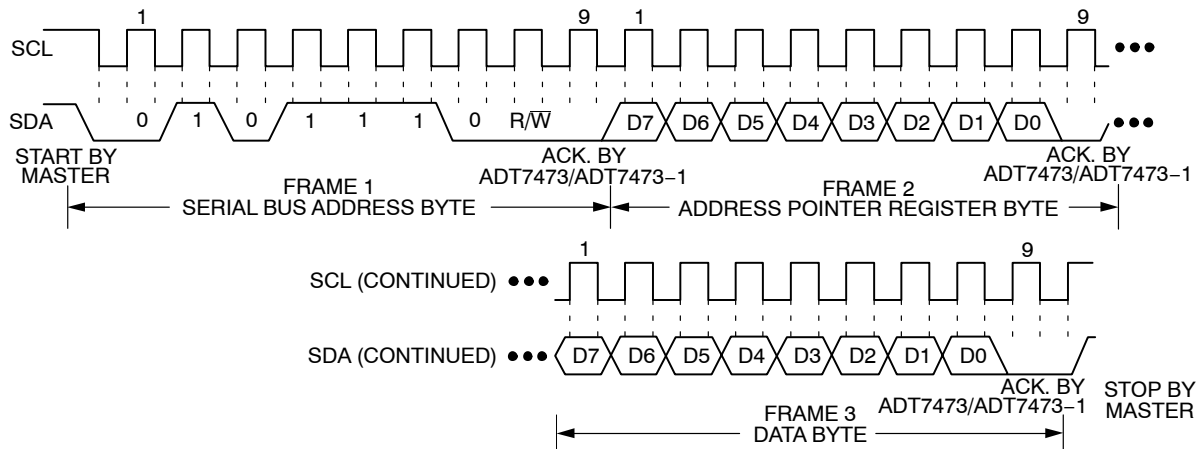 1 9 1 9
SCL
SDA 0 1 0 1 1 1 0 R/W̅ D7 D6 D5 D4 D3 D2 D1 D0
START BY
MASTER
ACK. BY
ADT7473/ADT7473−1
ACK. BY
ADT7473/ADT7473−1
FRAME 1
SERIAL BUS ADDRESS BYTE
FRAME 2
ADDRESS POINTER REGISTER BYTE
1 9
SCL (CONTINUED)
SDA (CONTINUED) D7 D6 D5 D4 D3 D2 D1 D0
ACK. BY
ADT7473/ADT7473−1
STOP BY
MASTER
FRAME 3
DATA BYTE